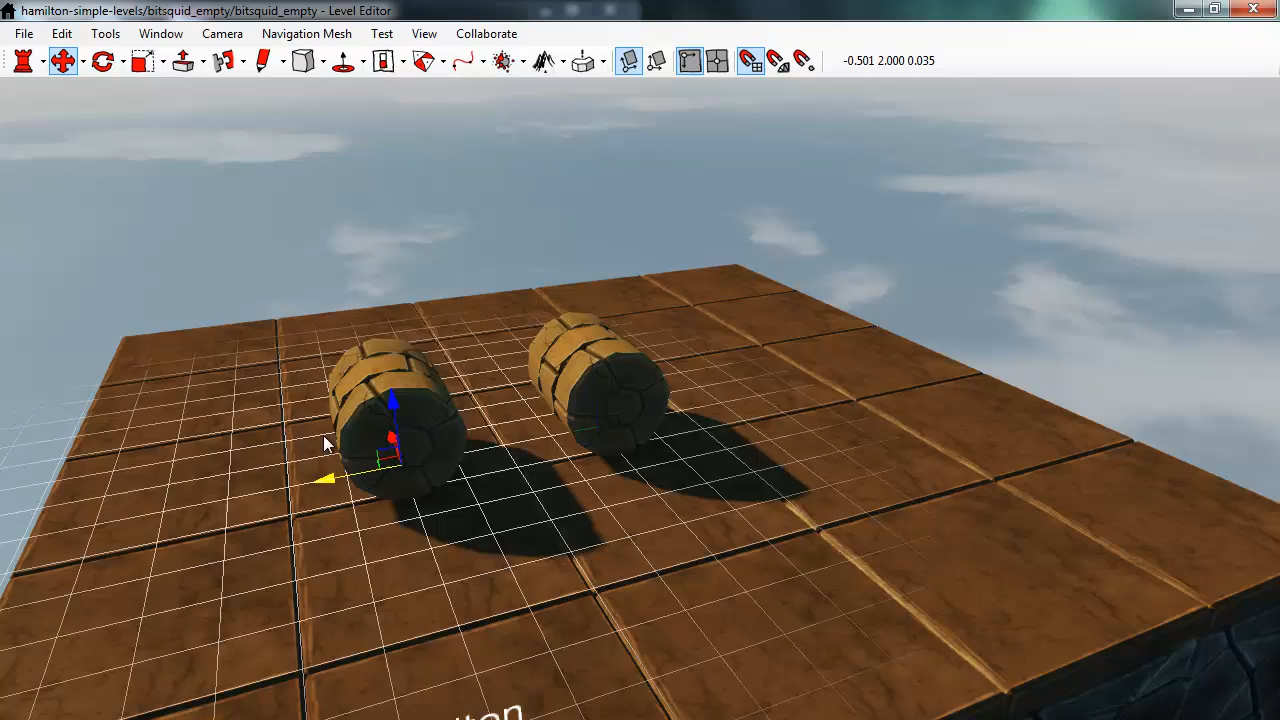 hamilton-simple-levels/bitsquid_empty/bitsquid_empty - Level Editor
File Edit Tools Window Camera Navigation Mesh Test View Collaborate
-0.501 2.000 0.035